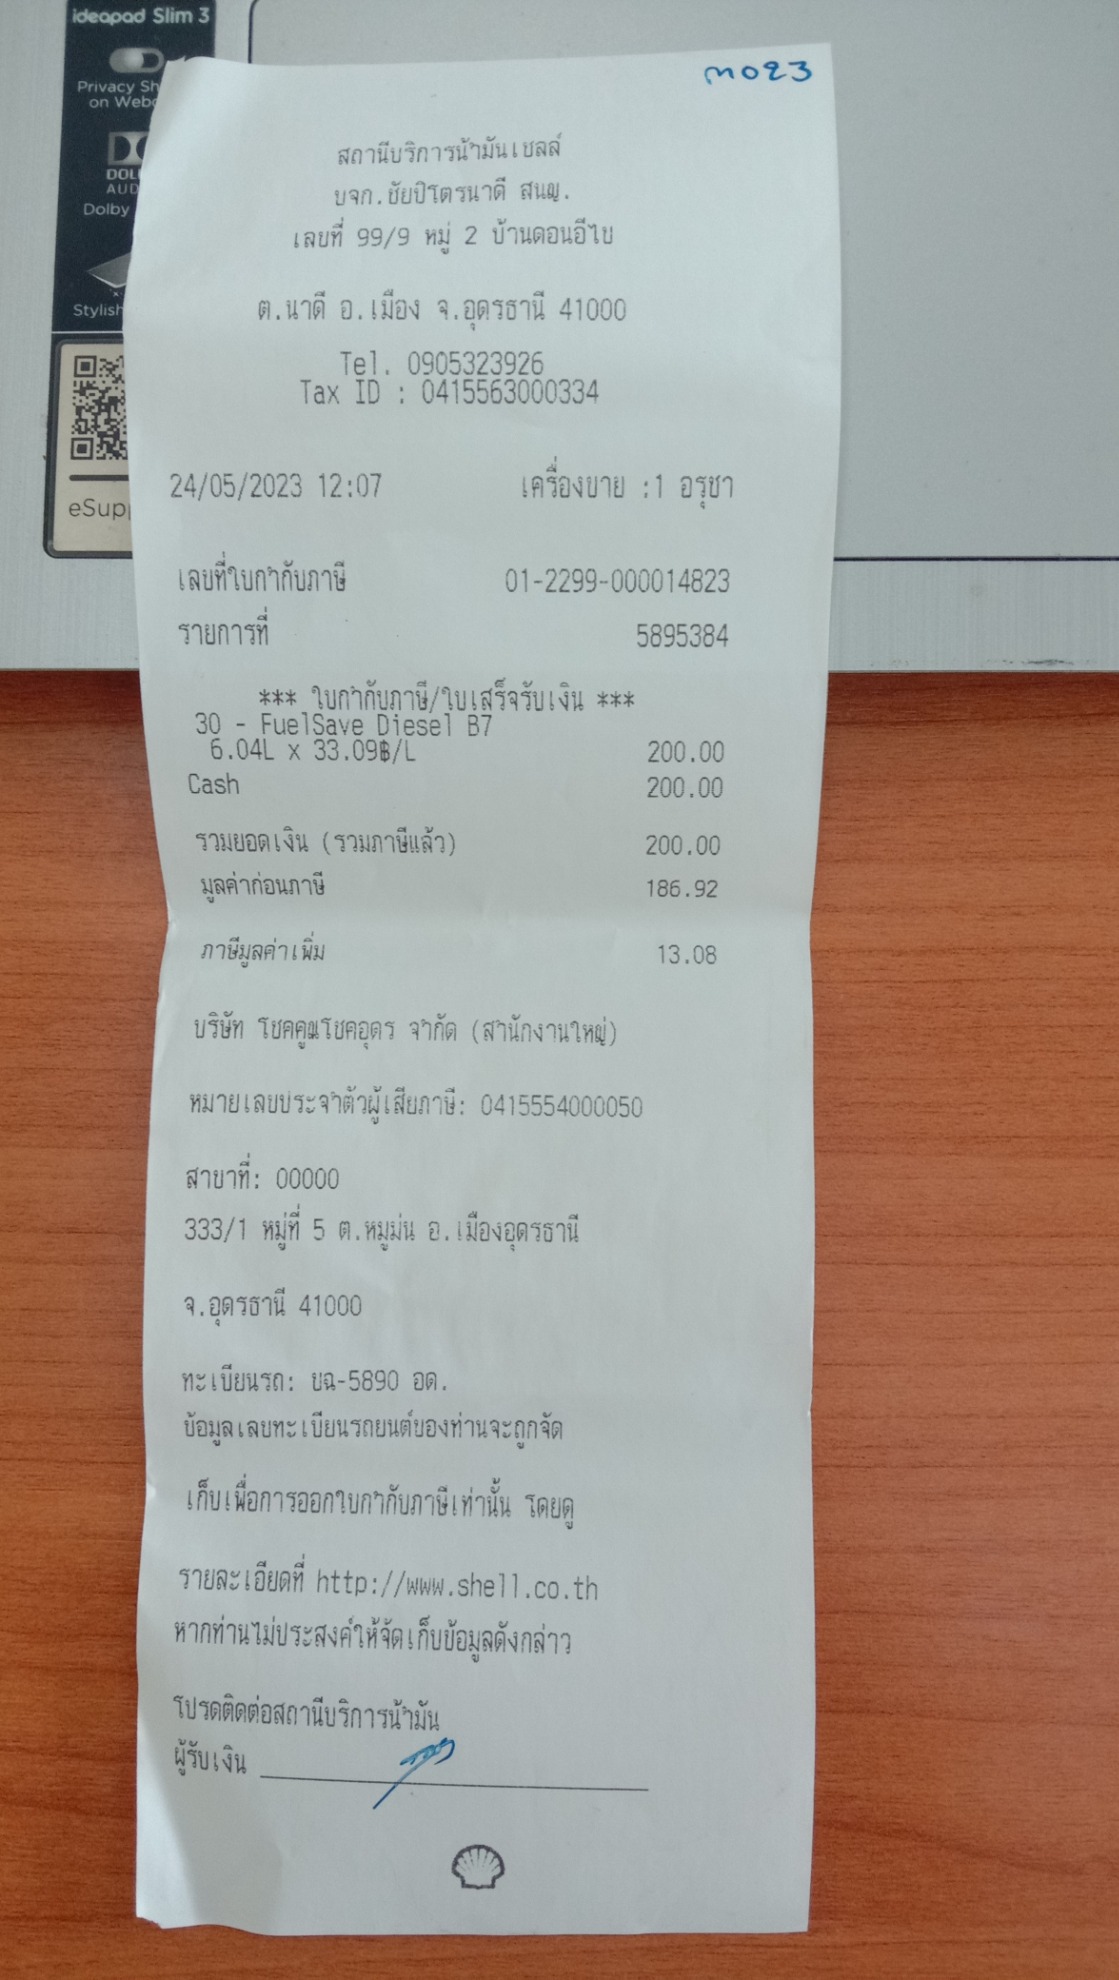 ideapad Slim 3
Privacy Sh
on Webc
DOL
AUD
Dolby
Stylish
eSupp
ถO23
สถานีบริการน้ำมันเชลล์
บจก.ชัยปิโตรนาดี สนญ.
เลขที่ 99/9 หมู่ 2 บ้านดอนอีไข
ต.นาดี อ.เมือง จ.อุดรธานี 41000
Tel. 0905323926
Tax ID : 0415563000334
24/05/2023 12:07 เครื่องขาย :1 อรุชา
เลขที่ใบกำกับภาษี 01-2299-000014823
รายการที่ 5895384
*** ใบกำกับภาษี/ใบเสร็จรับเงิน ***
30 - FuelSave Diesel B7
6.04L x 33.09฿/L 200.00
Cash 200.00
รวมยอดเงิน (รวมภาษีแล้ว) 200.00
มูลค่าก่อนภาษี 186.92
ภาษีมูลค่าเพิ่ม 13.08
บริษัท โชคคูณโชคอุดร จำกัด (สำนักงานใหญ่)
หมายเลขประจำตัวผู้เสียภาษี: 0415554000050
สาขาที่: 00000
333/1 หมู่ที่ 5 ต.หมูม่น อ.เมืองอุดรธานี
จ.อุดรธานี 41000
ทะเบียนรถ: ขฉ-5890 อด.
ข้อมูลเลขทะเบียนรถยนต์ของท่านจะถูกจัด
เก็บเพื่อการออกใบกำกับภาษีเท่านั้น โดยดู
รายละเอียดที่ http://www.shell.co.th
หากท่านไม่ประสงค์ให้จัดเก็บข้อมูลดังกล่าว
โปรดติดต่อสถานีบริการน้ำมัน
ผู้รับเงิน